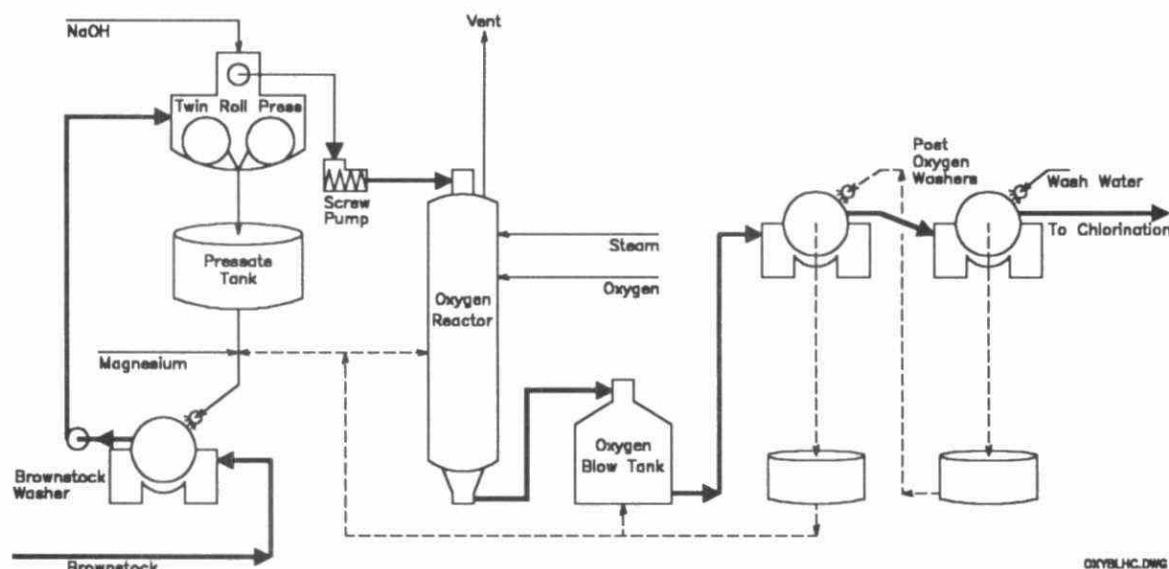 NaOH
Vent
Twin Roll Press
Screw
Pump
Pressate
Tank
Magnesium
Brownstock
Washer
Brownstock
Steam
Oxygen
Oxygen
Reactor
Oxygen
Blow Tank
Post
Oxygen
Washers
Wash Water
To Chlorination
OXYBLHC.DWG